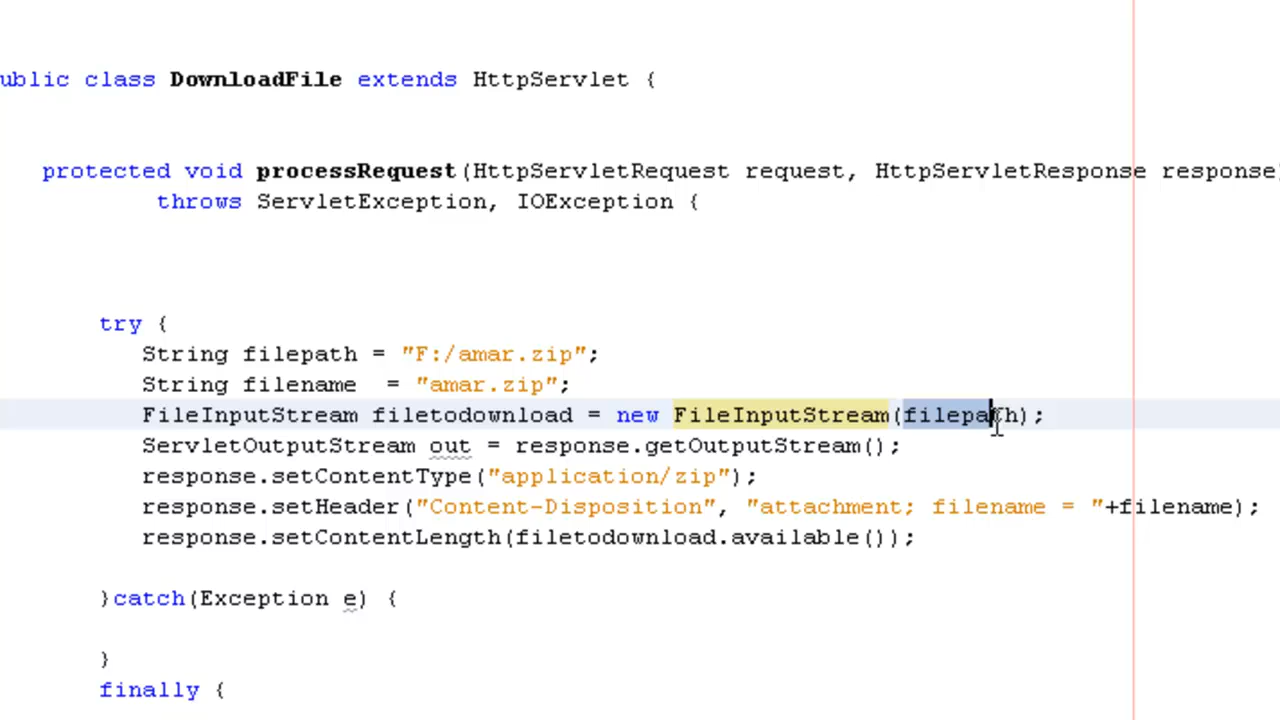 ublic class DownloadFile extends HttpServlet {
protected void processRequest(HttpServletRequest request, HttpServletResponse response)
throws ServletException, IOException {
try {
String filepath = "F:/amar.zip";
String filename  = "amar.zip";
FileInputStream filetodownload = new FileInputStream(filepath);
ServletOutputStream out = response.getOutputStream();
response.setContentType("application/zip");
response.setHeader("Content-Disposition", "attachment; filename = "+filename);
response.setContentLength(filetodownload.available());
}catch(Exception e) {
}
finally {